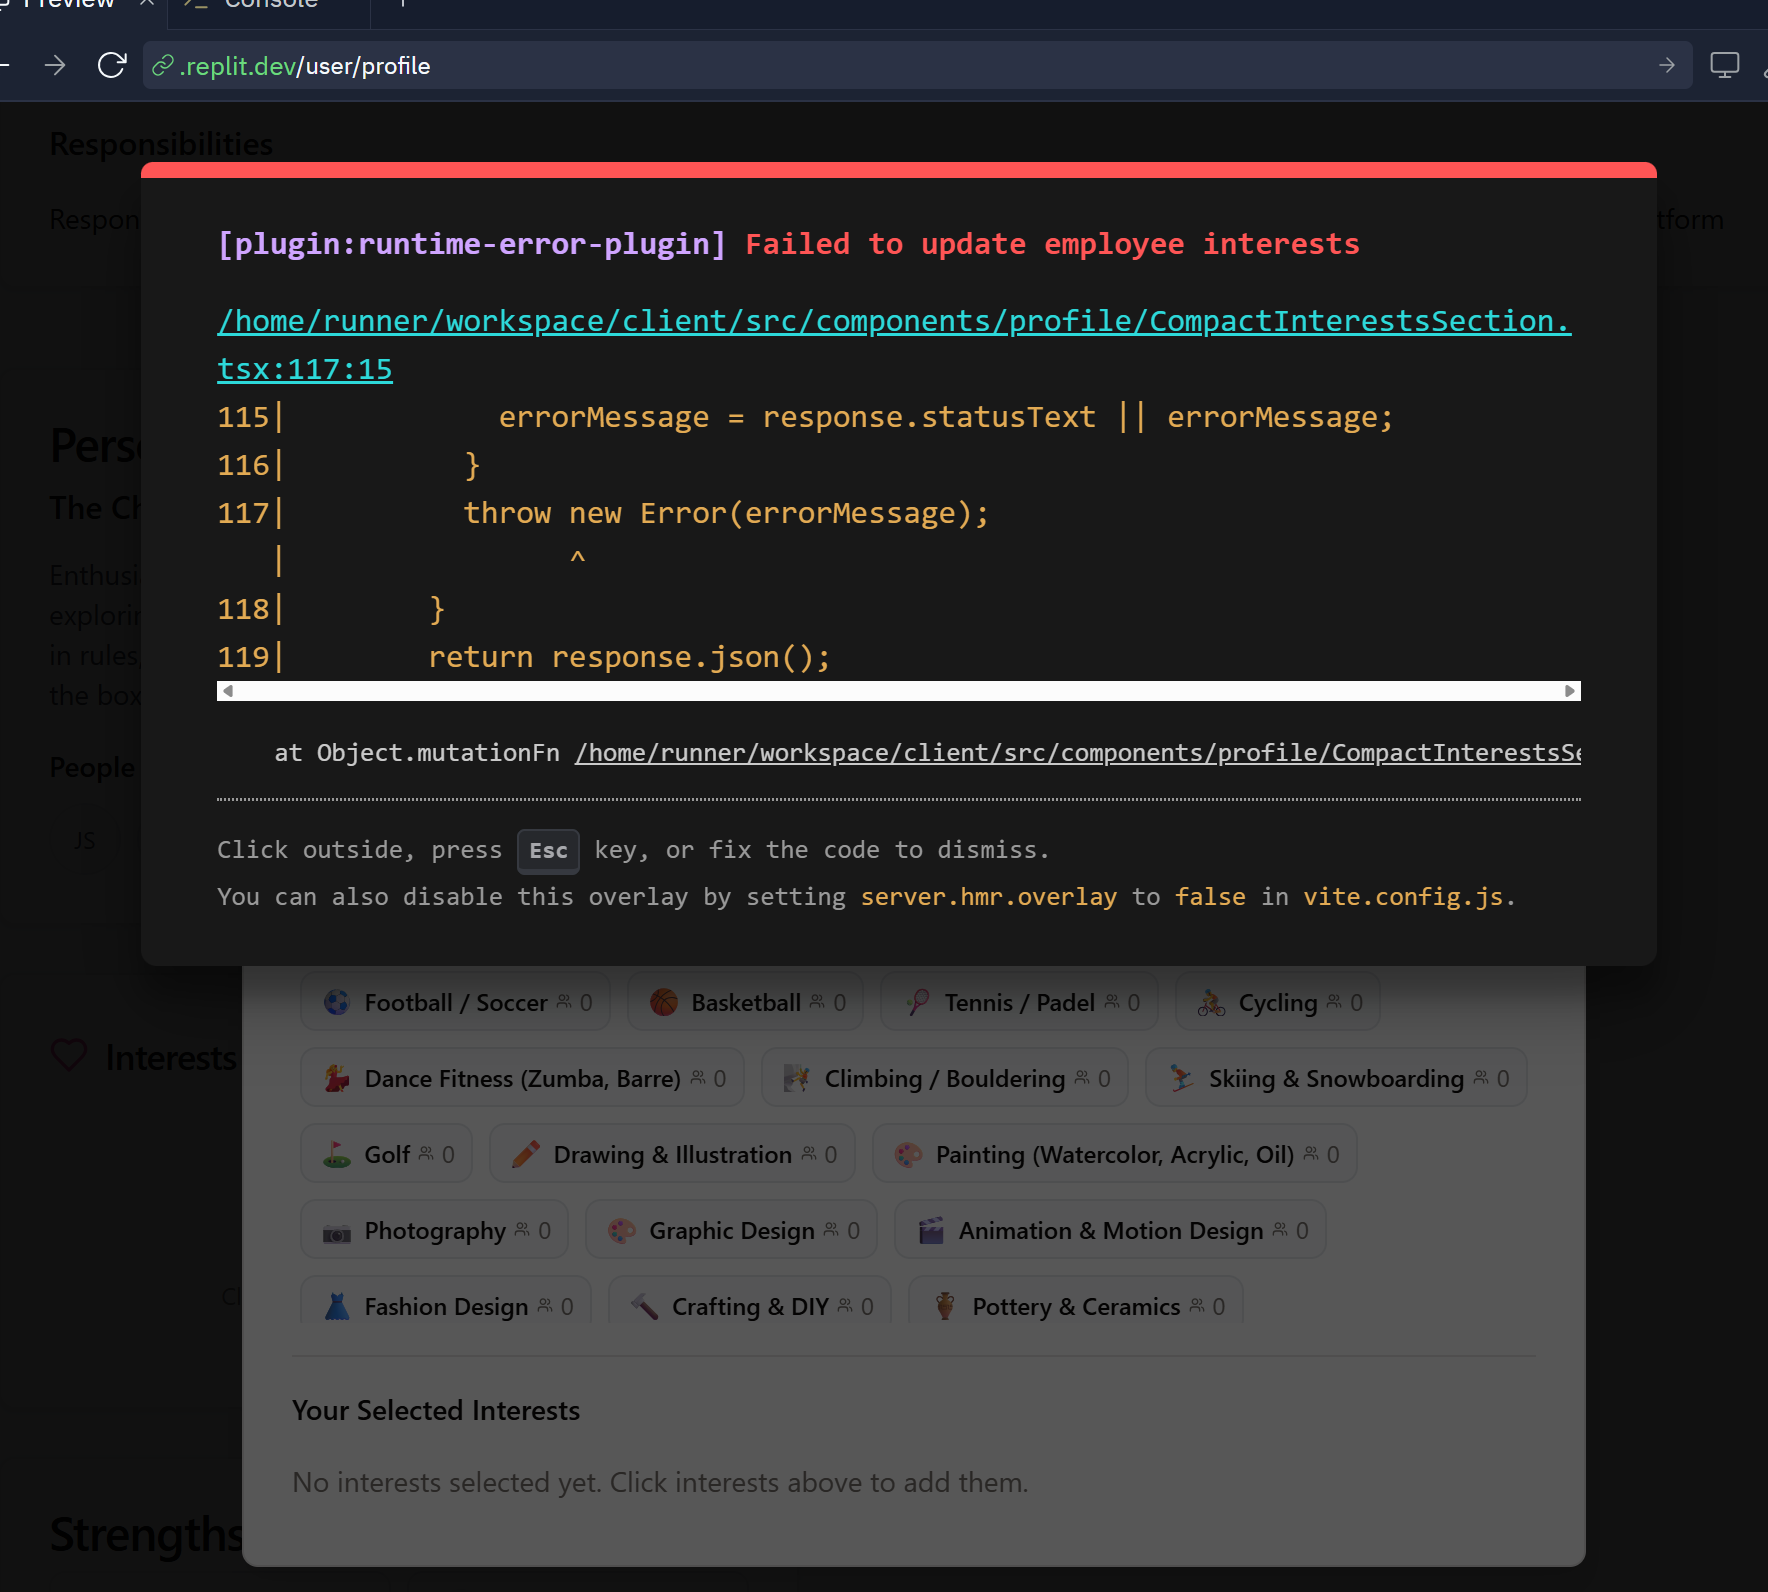 Preview
Console
.replit.dev/user/profile
Responsibilities
Respon
tform
[plugin:runtime-error-plugin] Failed to update employee interests
/home/runner/workspace/client/src/components/profile/CompactInterestsSection.
tsx:117:15
115|            errorMessage = response.statusText || errorMessage;
116|          }
117|          throw new Error(errorMessage);
   |                ^
118|        }
119|        return response.json();
at Object.mutationFn /home/runner/workspace/client/src/components/profile/CompactInterestsSe
Click outside, press Esc key, or fix the code to dismiss.
You can also disable this overlay by setting server.hmr.overlay to false in vite.config.js.
Perso
The Ch
Enthusi
explorin
in rules,
the box
People
JS
Interests
Football / Soccer 0
Basketball 0
Tennis / Padel 0
Cycling 0
Dance Fitness (Zumba, Barre) 0
Climbing / Bouldering 0
Skiing & Snowboarding 0
Golf 0
Drawing & Illustration 0
Painting (Watercolor, Acrylic, Oil) 0
Photography 0
Graphic Design 0
Animation & Motion Design 0
Fashion Design 0
Crafting & DIY 0
Pottery & Ceramics 0
Your Selected Interests
No interests selected yet. Click interests above to add them.
Strengths